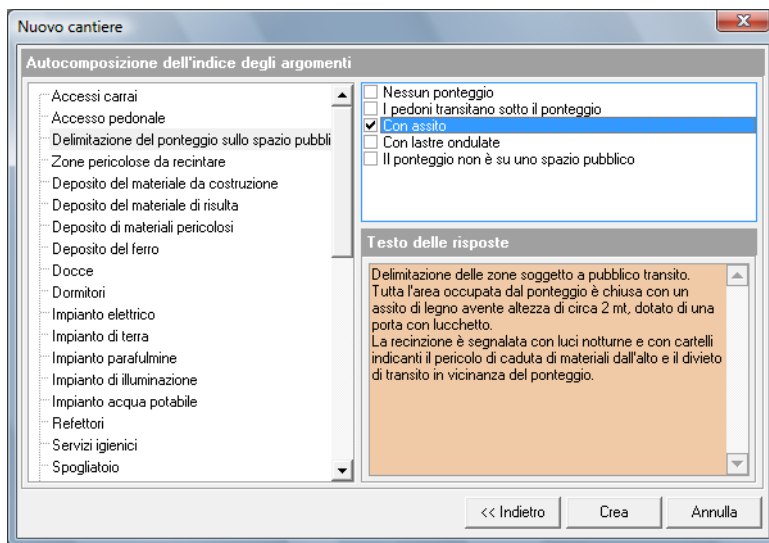 Nuovo cantiere
Autocomposizione dell'indice degli argomenti
Accessi carrai
Accesso pedonale
Delimitazione del ponteggio sullo spazio pubbli
Zone pericolose da recintare
Deposito del materiale da costruzione
Deposito del materiale di risulta
Deposito di materiali pericolosi
Deposito del ferro
Docce
Dormitori
Impianto elettrico
Impianto di terra
Impianto parafulmine
Impianto di illuminazione
Impianto acqua potabile
Refettori
Servizi igienici
Spogliatoio
Nessun ponteggio
I pedoni transitano sotto il ponteggio
Con assito
Con lastre ondulate
Il ponteggio non è su uno spazio pubblico
Testo delle risposte
Delimitazione delle zone soggetto a pubblico transito.
Tutta l'area occupata dal ponteggio è chiusa con un
assito di legno avente altezza di circa 2 mt, dotato di una
porta con lucchetto.
La recinzione è segnalata con luci notturne e con cartelli
indicanti il pericolo di caduta di materiali dall'alto e il divieto
di transito in vicinanza del ponteggio.
<< Indietro
Crea
Annulla